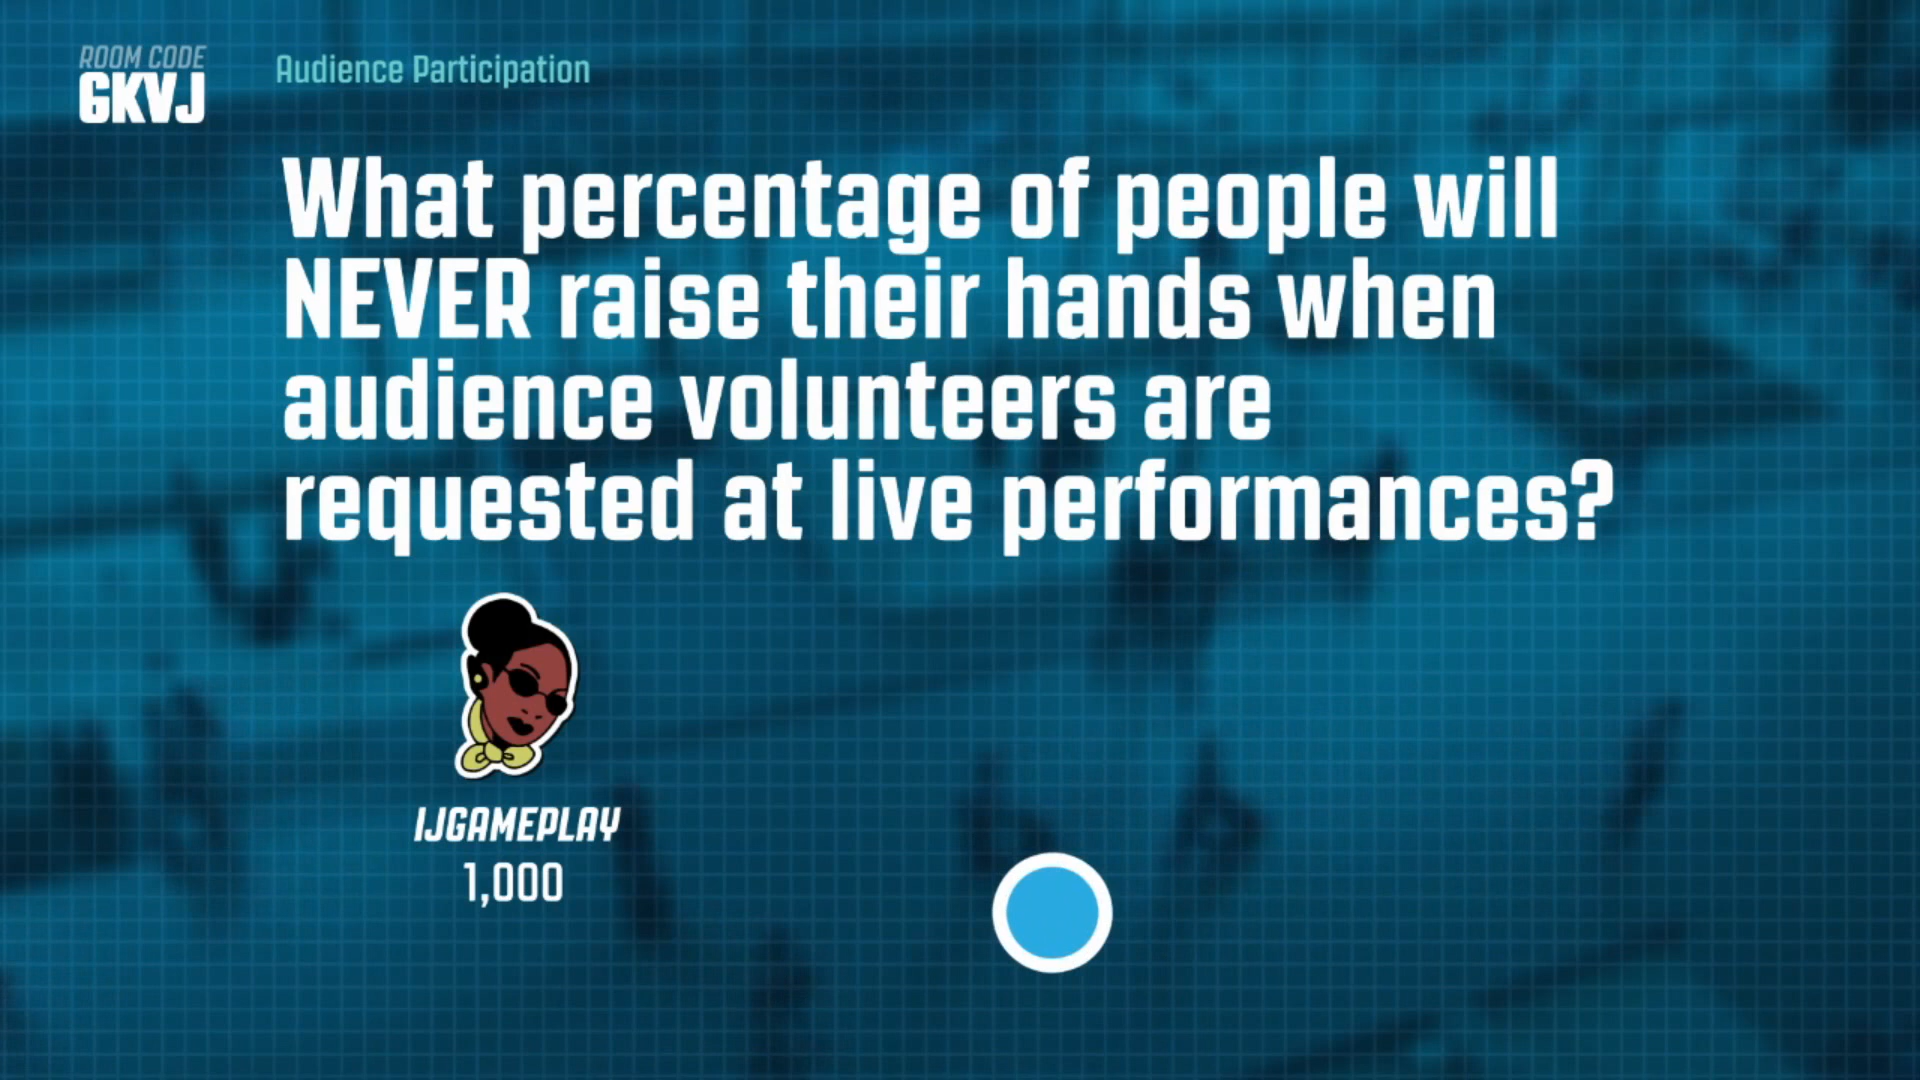 ROOM CODE
6KVJ
Audience Participation
What percentage of people will
NEVER raise their hands when
audience volunteers are
requested at live performances?
IJGAMEPLAY
1,000